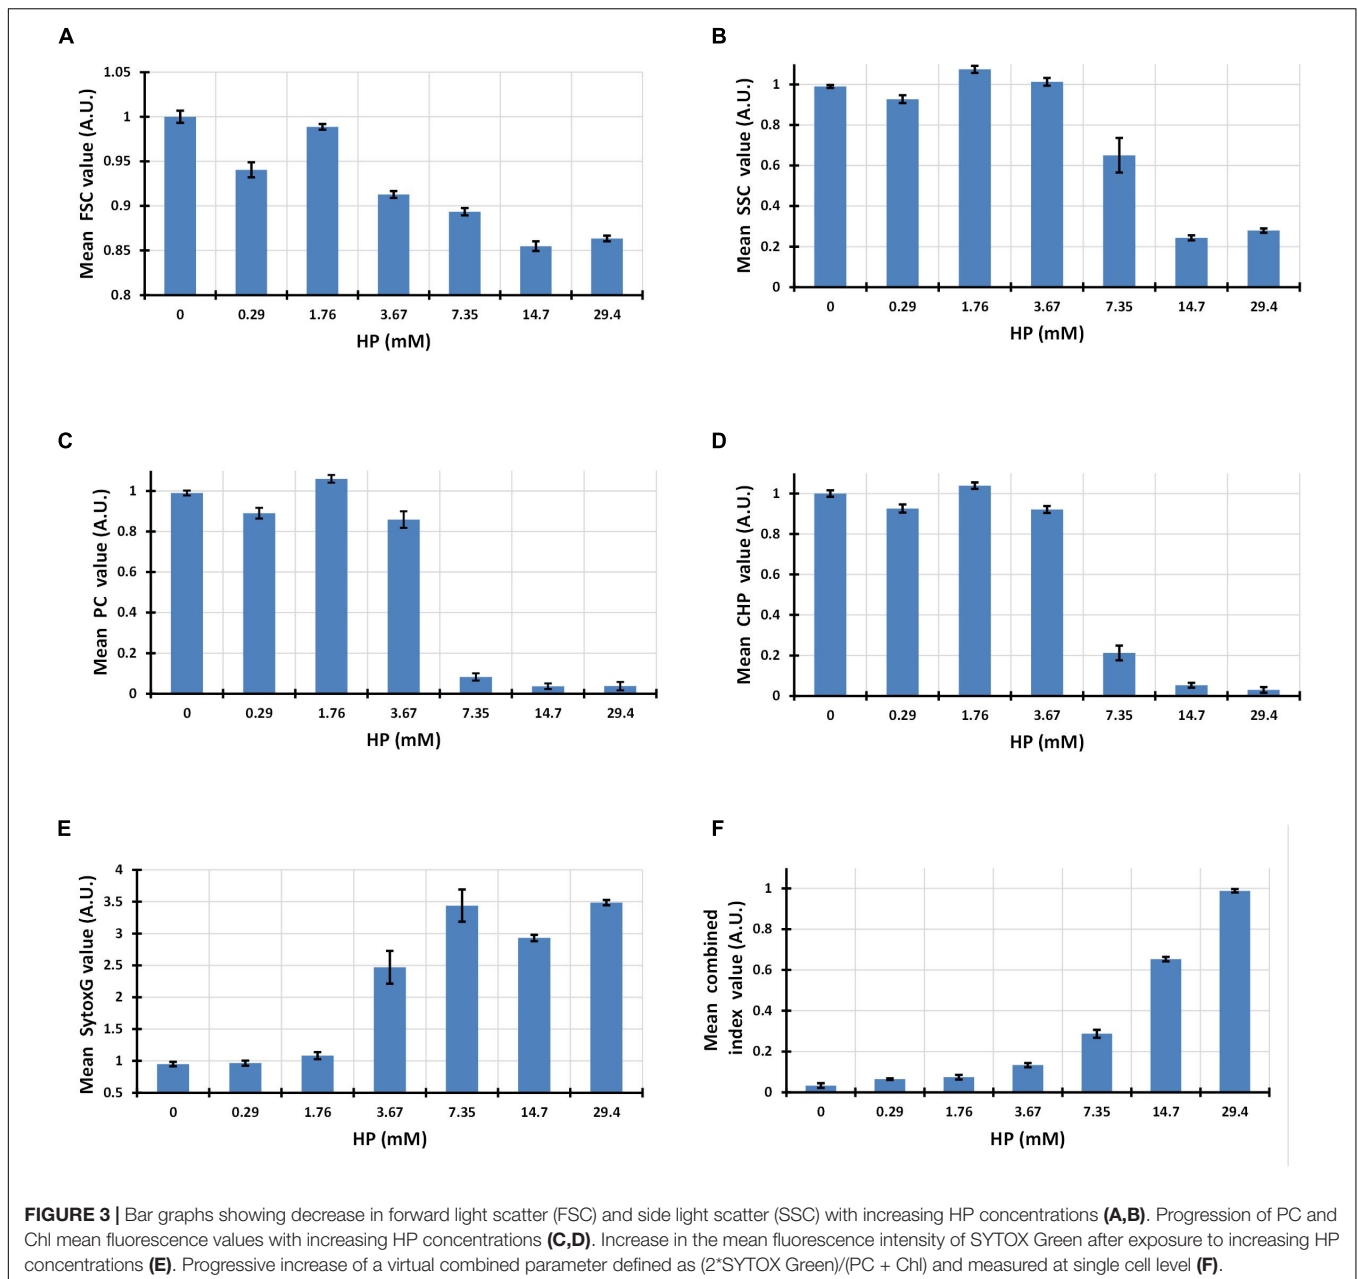 A
Mean FSC value (A.U.)
1.05
1
0.95
0.9
0.85
0.8
0 0.29 1.76 3.67 7.35 14.7 29.4
HP (mM)
B
Mean SSC value (A.U.)
1
0.8
0.6
0.4
0.2
0
0 0.29 1.76 3.67 7.35 14.7 29.4
HP (mM)
C
Mean PC value (A.U.)
1
0.8
0.6
0.4
0.2
0
0 0.29 1.76 3.67 7.35 14.7 29.4
HP (mM)
D
Mean CHP value (A.U.)
1
0.8
0.6
0.4
0.2
0
0 0.29 1.76 3.67 7.35 14.7 29.4
HP (mM)
E
Mean SytoxG value (A.U.)
4
3.5
3
2.5
2
1.5
1
0.5
0 0.29 1.76 3.67 7.35 14.7 29.4
HP (mM)
F
Mean combined
index value (A.U.)
1
0.8
0.6
0.4
0.2
0
0 0.29 1.76 3.67 7.35 14.7 29.4
HP (mM)
FIGURE 3 | Bar graphs showing decrease in forward light scatter (FSC) and side light scatter (SSC) with increasing HP concentrations (A,B). Progression of PC and
Chl mean fluorescence values with increasing HP concentrations (C,D). Increase in the mean fluorescence intensity of SYTOX Green after exposure to increasing HP
concentrations (E). Progressive increase of a virtual combined parameter defined as (2*SYTOX Green)/(PC + Chl) and measured at single cell level (F).